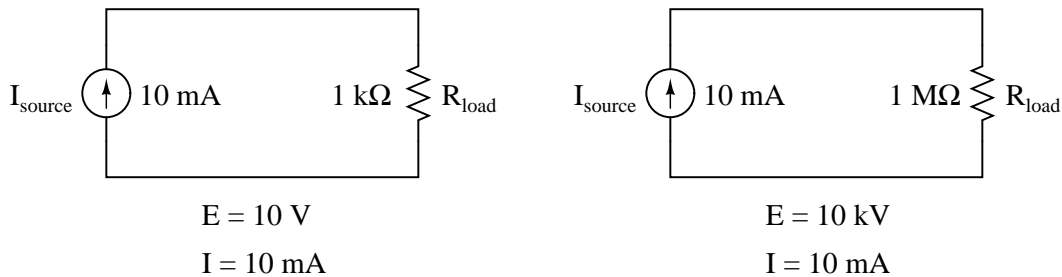 I_source 10 mA 1 kΩ R_load
E = 10 V
I = 10 mA
I_source 10 mA 1 MΩ R_load
E = 10 kV
I = 10 mA